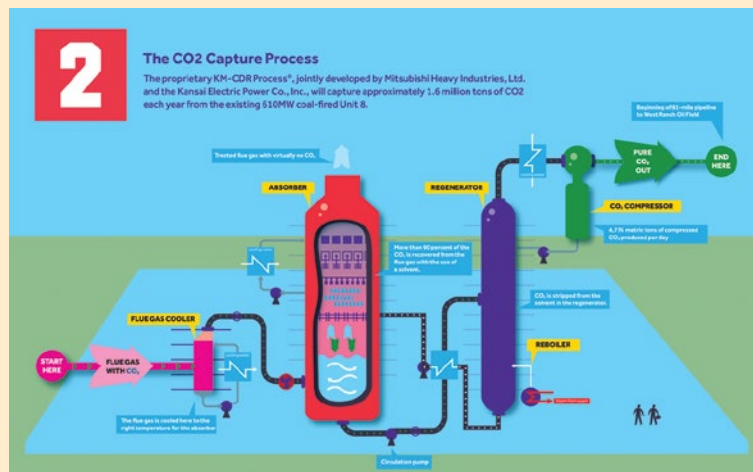 2
The CO2 Capture Process
The proprietary KM-CDR Process®, jointly developed by Mitsubishi Heavy Industries, Ltd.
and the Kansai Electric Power Co., Inc., will capture approximately 1.6 million tons of CO2
each year from the existing 610MW coal-fired Unit 8.
Beginning of 81-mile pipeline
to West Ranch Oil Field
Treated flue gas with virtually no CO₂
PURE
CO₂
OUT
END
HERE
ABSORBER
REGENERATOR
CO₂ COMPRESSOR
4,776 metric tons of compressed
CO₂ produced per day
More than 90 percent of the
CO₂ is recovered from the
flue gas with the use of
a solvent.
CO₂ is stripped from the
solvent in the regenerator.
FLUE GAS COOLER
REBOILER
START
HERE
FLUE GAS
WITH CO₂
The flue gas is cooled here to the
right temperature for the absorber
Circulation pump